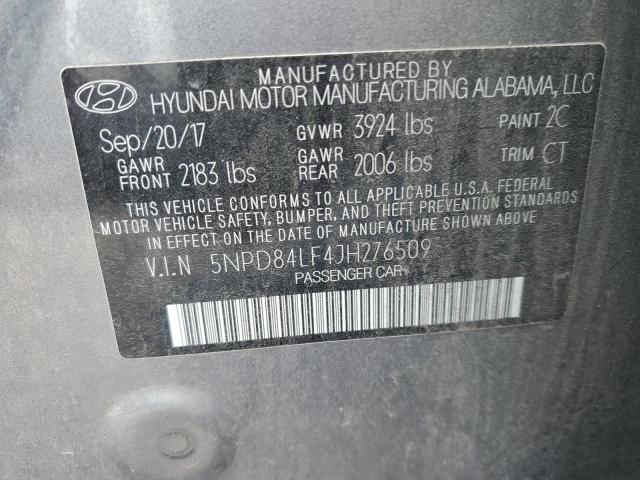 MANUFACTURED BY
HYUNDAI MOTOR MANUFACTURING ALABAMA, LLC
Sep/20/17 GVWR 3924 lbs PAINT 2C
GAWR FRONT 2183 lbs GAWR REAR 2006 lbs TRIM CT
THIS VEHICLE CONFORMS TO ALL APPLICABLE U.S.A. FEDERAL
MOTOR VEHICLE SAFETY, BUMPER, AND THEFT PREVENTION STANDARDS
IN EFFECT ON THE DATE OF MANUFACTURE SHOWN ABOVE.
V.I.N 5NPD84LF4JH276509
PASSENGER CAR